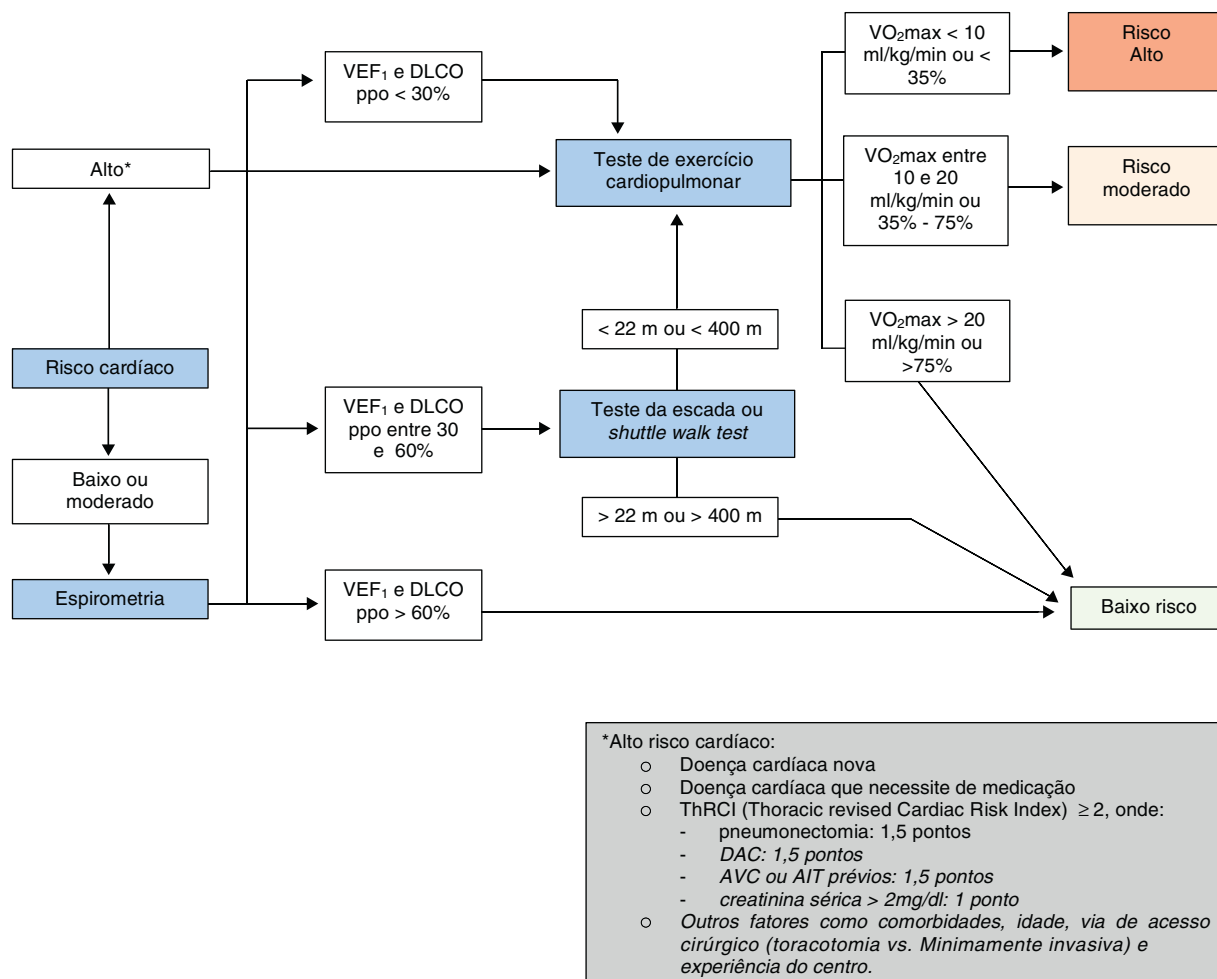 VO₂max < 10
ml/kg/min ou <
35%
Risco
Alto
VEF₁ e DLCO
ppo < 30%
Alto*
Teste de exercício
cardiopulmonar
VO₂max entre
10 e 20
ml/kg/min ou
35% - 75%
Risco
moderado
< 22 m ou < 400 m
VO₂max > 20
ml/kg/min ou
>75%
Risco cardíaco
VEF₁ e DLCO
ppo entre 30
e 60%
Teste da escada ou
shuttle walk test
Baixo ou
moderado
> 22 m ou > 400 m
Espirometria
VEF₁ e DLCO
ppo > 60%
Baixo risco
*Alto risco cardíaco:
○ Doença cardíaca nova
○ Doença cardíaca que necessite de medicação
○ ThRCI (Thoracic revised Cardiac Risk Index) ≥ 2, onde:
- pneumonectomia: 1,5 pontos
- DAC: 1,5 pontos
- AVC ou AIT prévios: 1,5 pontos
- creatinina sérica > 2mg/dl: 1 ponto
○ Outros fatores como comorbidades, idade, via de acesso
cirúrgico (toracotomia vs. Minimamente invasiva) e
experiência do centro.